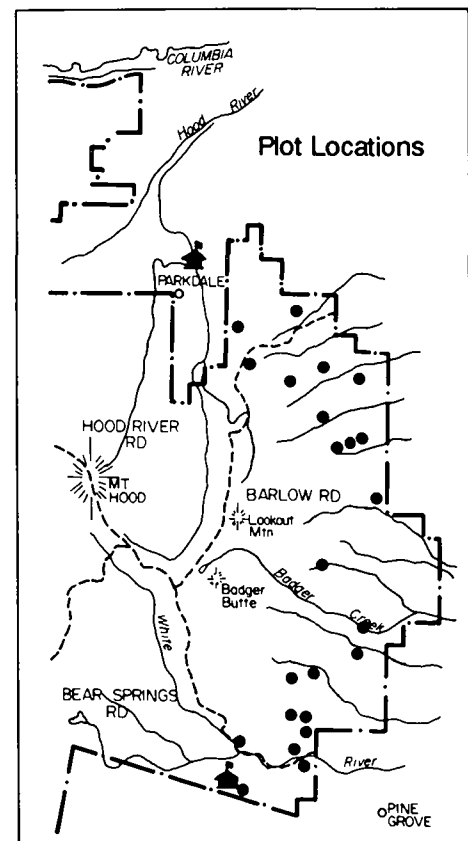 COLUMBIA
RIVER
Hood River
Plot Locations
PARKDALE
HOOD RIVER
RD
MT
HOOD
BARLOW RD
Lookout
Mtn
Badger
Butte
Badger Creek
White
BEAR SPRINGS
RD
River
PINE
GROVE